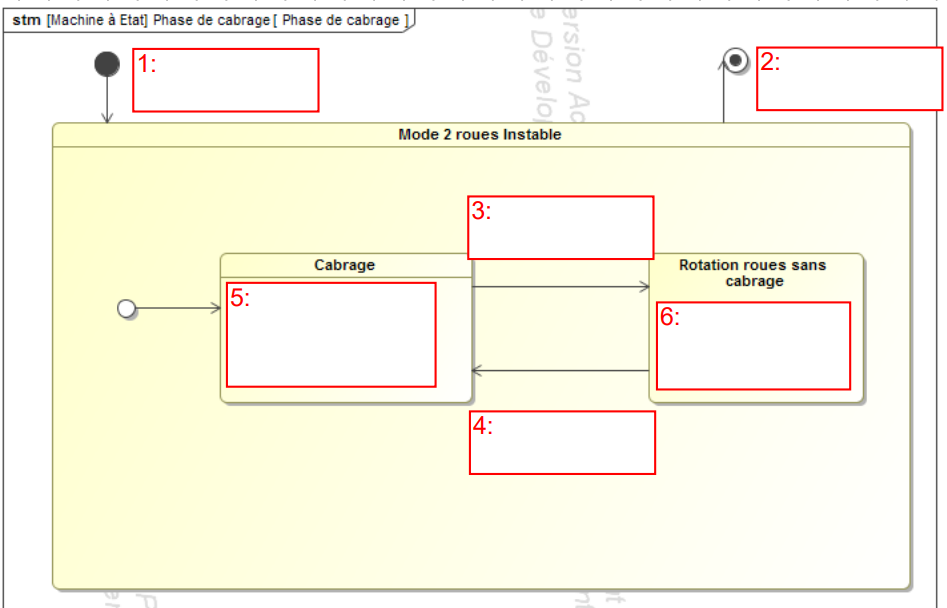 stm [Machine à Etat] Phase de cabrage [ Phase de cabrage ]
1:
2:
Mode 2 roues Instable
3:
Cabrage
Rotation roues sans
cabrage
5:
6:
4: